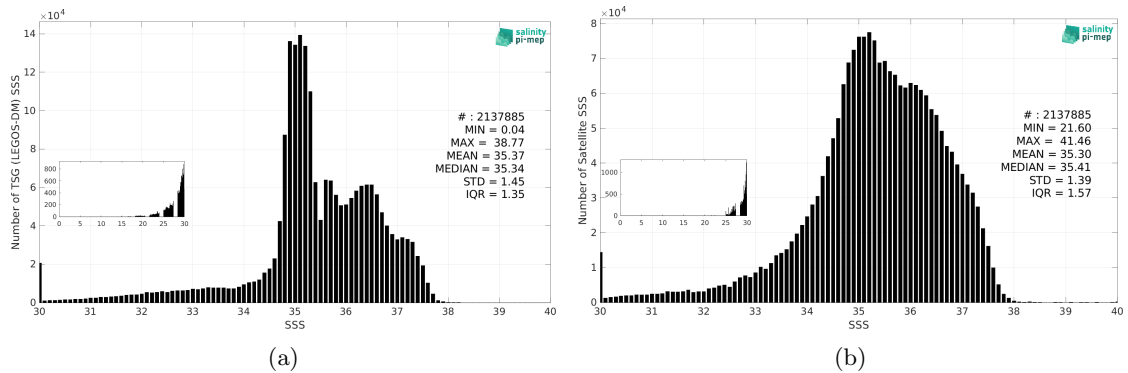 ×10⁴
14
12
10
8
6
4
2
0
Number of TSG (LEGOS-DM) SSS
salinity
pi-mep
# : 2137885
MIN = 0.04
MAX = 38.77
MEAN = 35.37
MEDIAN = 35.34
STD = 1.45
IQR = 1.35
800
600
400
200
0
0 5 10 15 20 25 30
30 31 32 33 34 35 36 37 38 39 40
SSS
(a)
×10⁴
8
7
6
5
4
3
2
1
0
Number of Satellite SSS
salinity
pi-mep
# : 2137885
MIN = 21.60
MAX = 41.46
MEAN = 35.30
MEDIAN = 35.41
STD = 1.39
IQR = 1.57
1000
500
0
0 5 10 15 20 25 30
30 31 32 33 34 35 36 37 38 39 40
SSS
(b)